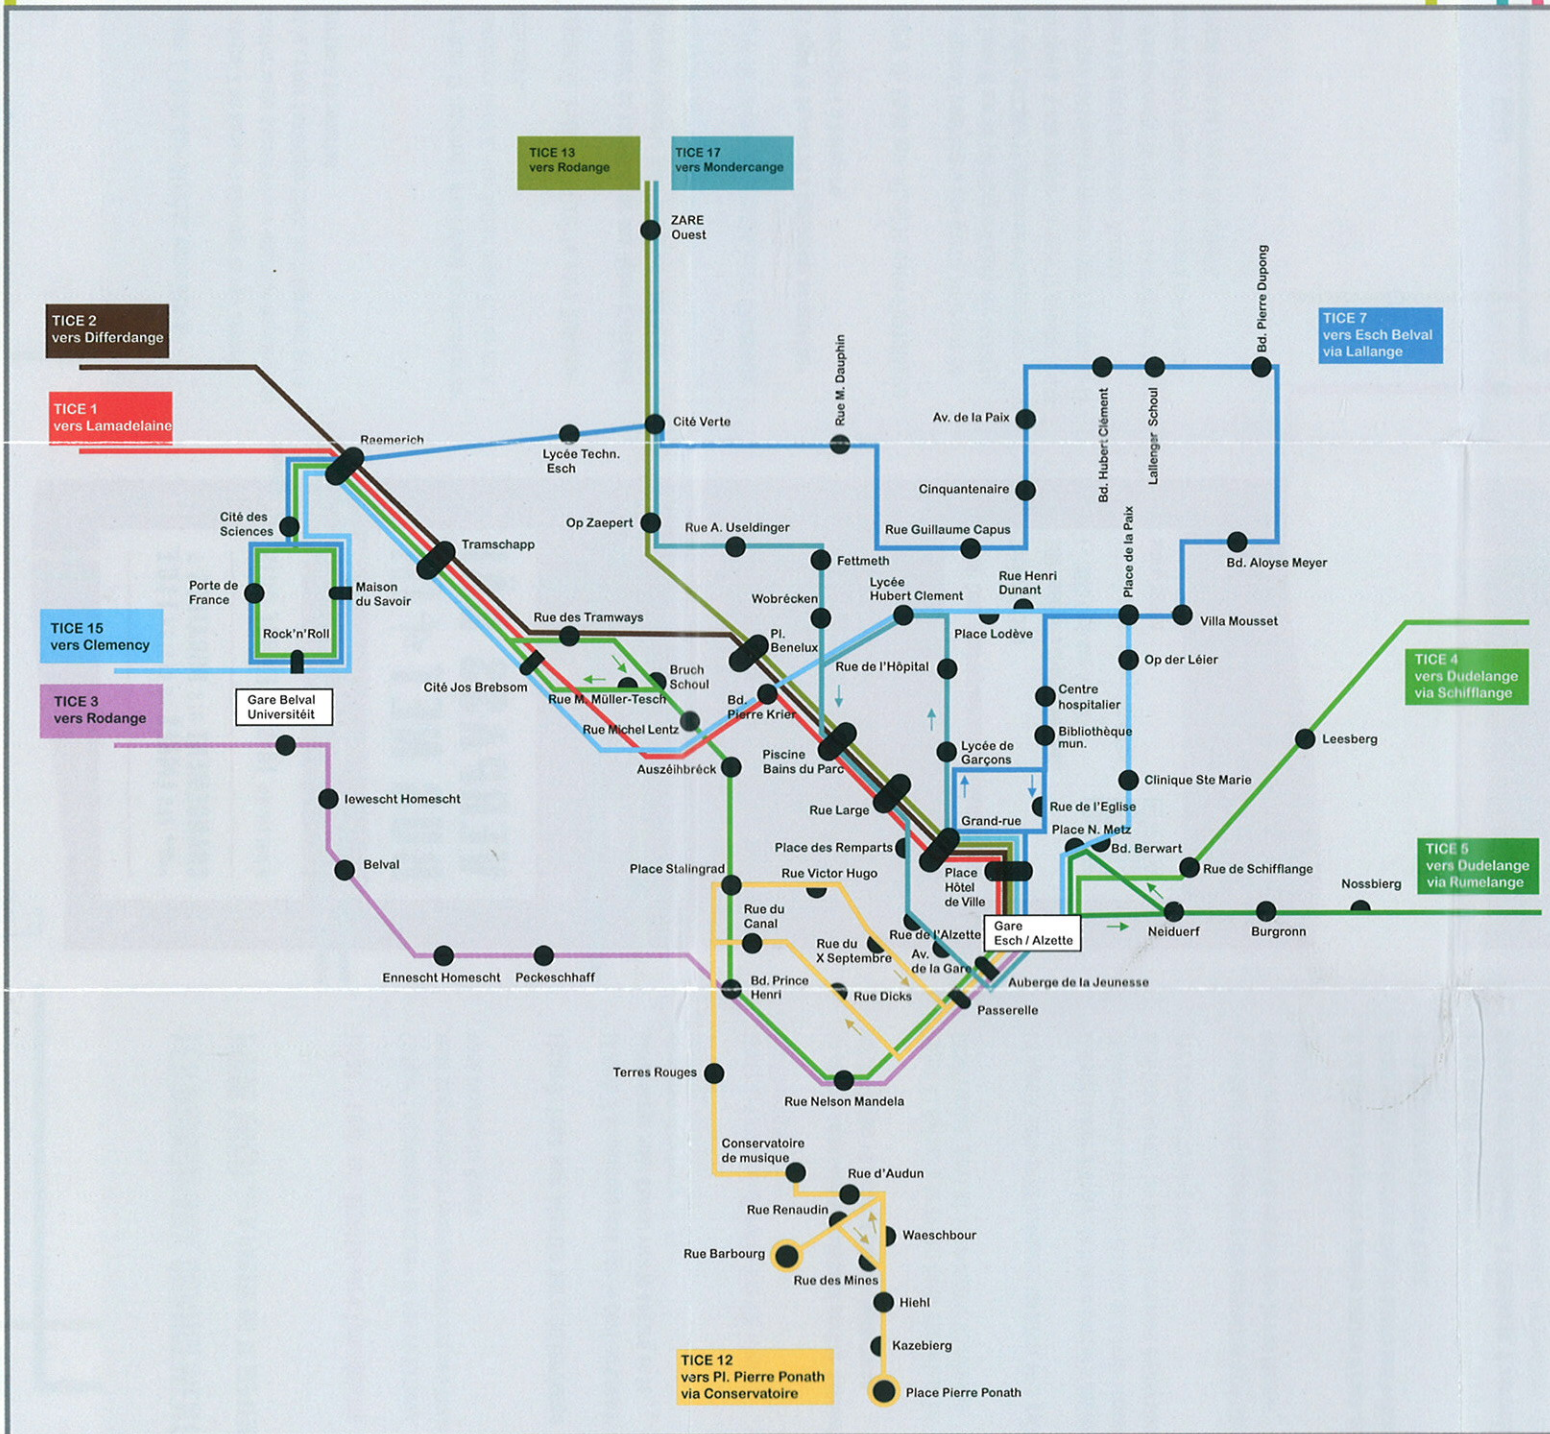 TICE 13
vers Rodange
TICE 17
vers Mondercange
ZARE
Ouest
TICE 2
vers Differdange
TICE 7
vers Esch Belval
via Lallange
Bd. Pierre Dupong
Rue M. Dauphin
TICE 1
vers Lamadelaine
Raemerich
Cité Verte
Av. de la Paix
Bd. Hubert Clément
Lallenger Schoul
Lycée Techn.
Esch
Cinquantenaire
Cité des
Sciences
Op Zaepert
Rue A. Useldinger
Rue Guillaume Capus
Place de la Paix
Tramschapp
Fettmeth
Bd. Aloyse Meyer
Porte de
France
Maison
du Savoir
Lycée
Hubert Clement
Rue Henri
Dunant
Wobrécken
TICE 15
vers Clemency
Rock'n'Roll
Rue des Tramways
Pl.
Benelux
Place Lodève
Villa Mousset
Rue de l'Hôpital
Op der Léier
TICE 4
vers Dudelange
via Schifflange
Bruch
Schoul
Cité Jos Brebsom
Rue M. Müller-Tesch
TICE 3
vers Rodange
Gare Belval
Universitéit
Bd.
Pierre Krier
Centre
hospitalier
Rue Michel Lentz
Bibliothèque
mun.
Leesberg
Auszéihbréck
Piscine
Bains du Parc
Lycée de
Garçons
Clinique Ste Marie
Iewescht Homescht
Rue Large
Rue de l'Eglise
Grand-rue
Place N. Metz
Place des Remparts
Bd. Berwart
TICE 5
vers Dudelange
via Rumelange
Belval
Place Stalingrad
Rue Victor Hugo
Place
Hôtel
de Ville
Rue de Schifflange
Nossbierg
Rue du
Canal
Rue de l'Alzette
Gare
Esch / Alzette
Neiduerf
Burgronn
Rue du
X Septembre
Av.
de la Gare
Ennescht Homescht
Peckeschhaff
Bd. Prince
Henri
Rue Dicks
Auberge de la Jeunesse
Passerelle
Terres Rouges
Rue Nelson Mandela
Conservatoire
de musique
Rue d'Audun
Rue Renaudin
Waeschbour
Rue Barbourg
Rue des Mines
Hiehl
Kazebierg
TICE 12
vers Pl. Pierre Ponath
via Conservatoire
Place Pierre Ponath